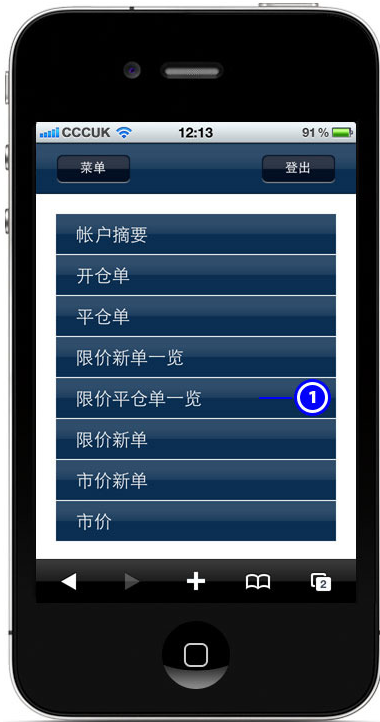 CCCUK 12:13 91%
菜单 登出
帐户摘要
开仓单
平仓单
限价新单一览
限价平仓单一览 1
限价新单
市价新单
市价
2